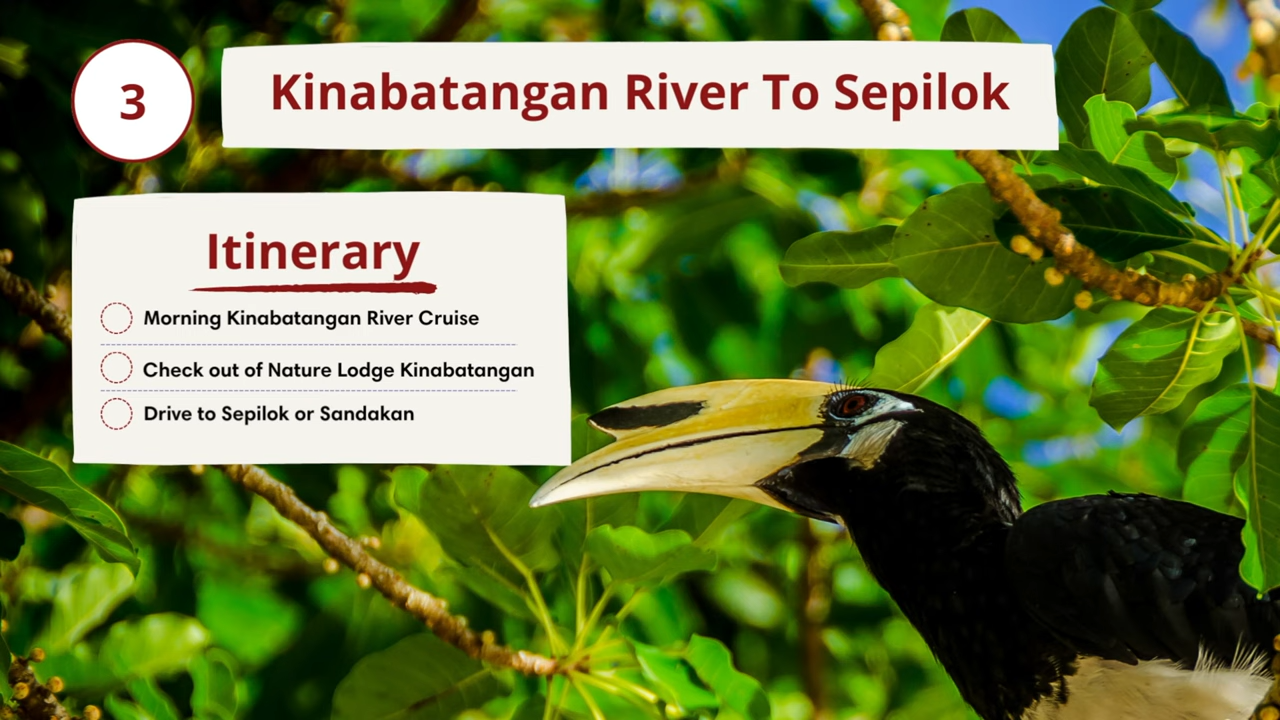 3
Kinabatangan River To Sepilok
Itinerary
Morning Kinabatangan River Cruise
Check out of Nature Lodge Kinabatangan
Drive to Sepilok or Sandakan